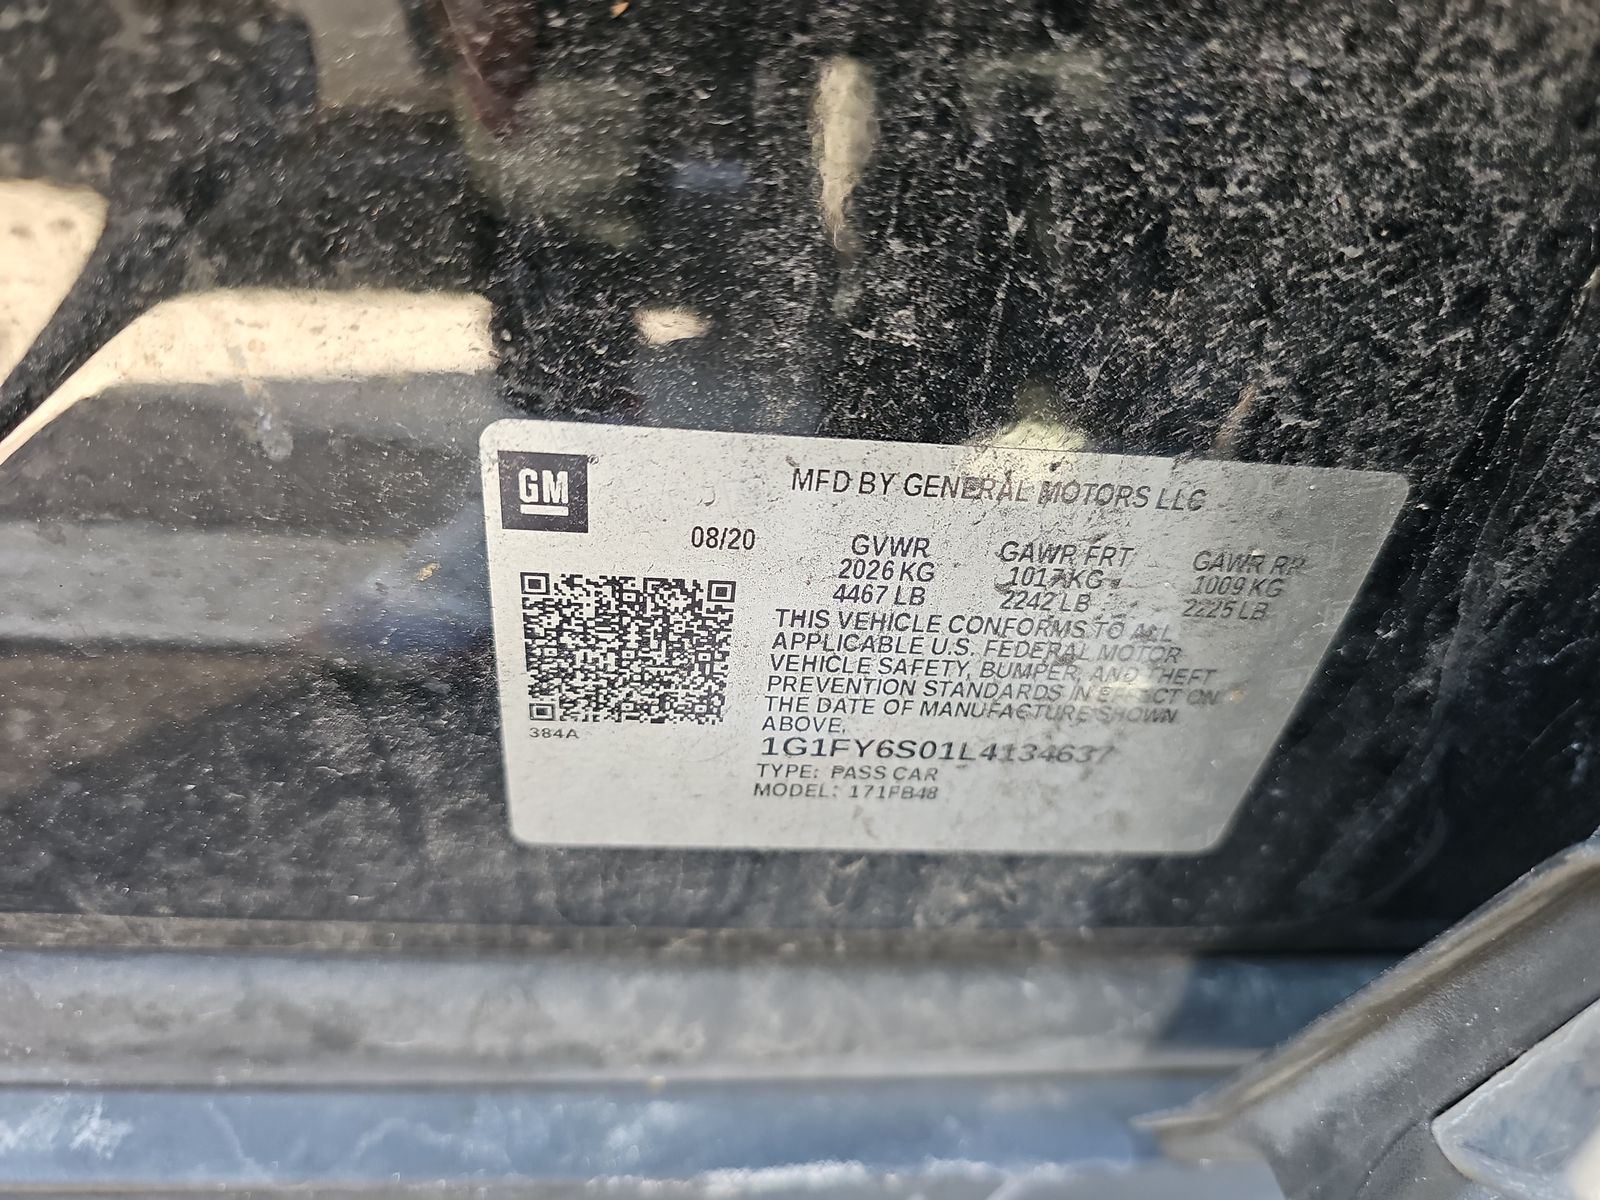 GM
MFD BY GENERAL MOTORS LLC
08/20 GVWR GAWR FRT GAWR RR
2026 KG 1017 KG 1009 KG
4467 LB 2242 LB 2225 LB
THIS VEHICLE CONFORMS TO ALL
APPLICABLE U.S. FEDERAL MOTOR
VEHICLE SAFETY, BUMPER, AND THEFT
PREVENTION STANDARDS IN EFFECT ON
THE DATE OF MANUFACTURE SHOWN
ABOVE.
384A
1G1FY6S01L4134637
TYPE: PASS CAR
MODEL: 171FB48